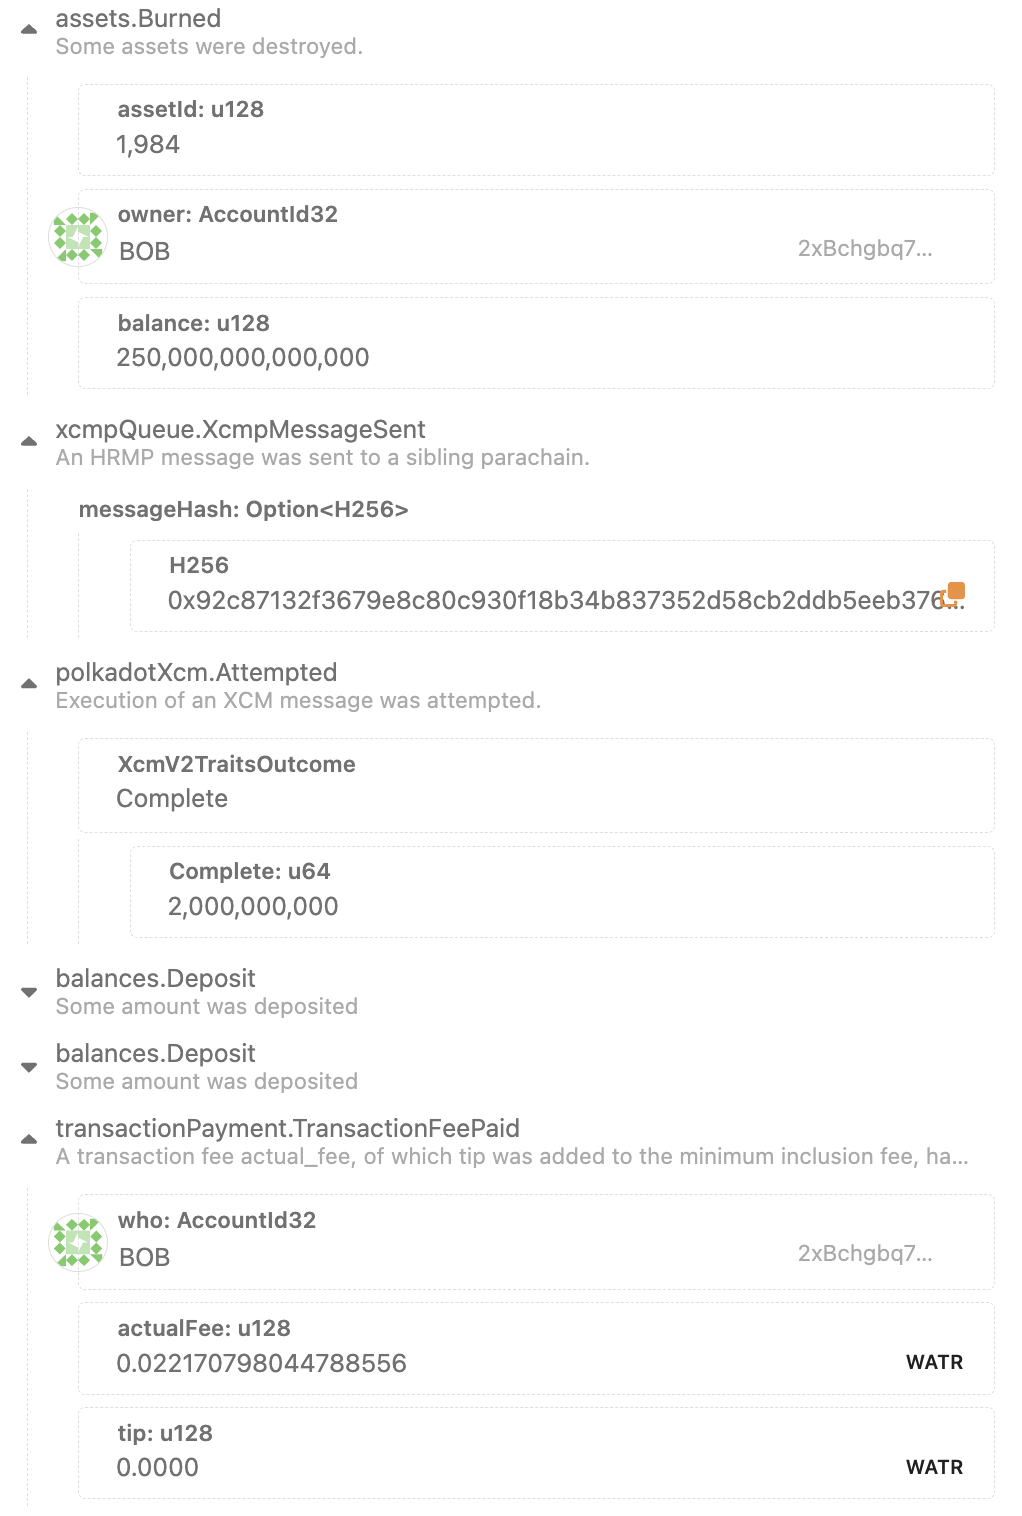 assets.Burned
Some assets were destroyed.
assetId: u128
1,984
owner: AccountId32
BOB
2xBchgbq7...
balance: u128
250,000,000,000,000
xcmpQueue.XcmpMessageSent
An HRMP message was sent to a sibling parachain.
messageHash: Option<H256>
H256
0x92c87132f3679e8c80c930f18b34b837352d58cb2ddb5eeb376...
polkadotXcm.Attempted
Execution of an XCM message was attempted.
XcmV2TraitsOutcome
Complete
Complete: u64
2,000,000,000
balances.Deposit
Some amount was deposited
balances.Deposit
Some amount was deposited
transactionPayment.TransactionFeePaid
A transaction fee actual_fee, of which tip was added to the minimum inclusion fee, ha...
who: AccountId32
BOB
2xBchgbq7...
actualFee: u128
0.022170798044788556
WATR
tip: u128
0.0000
WATR